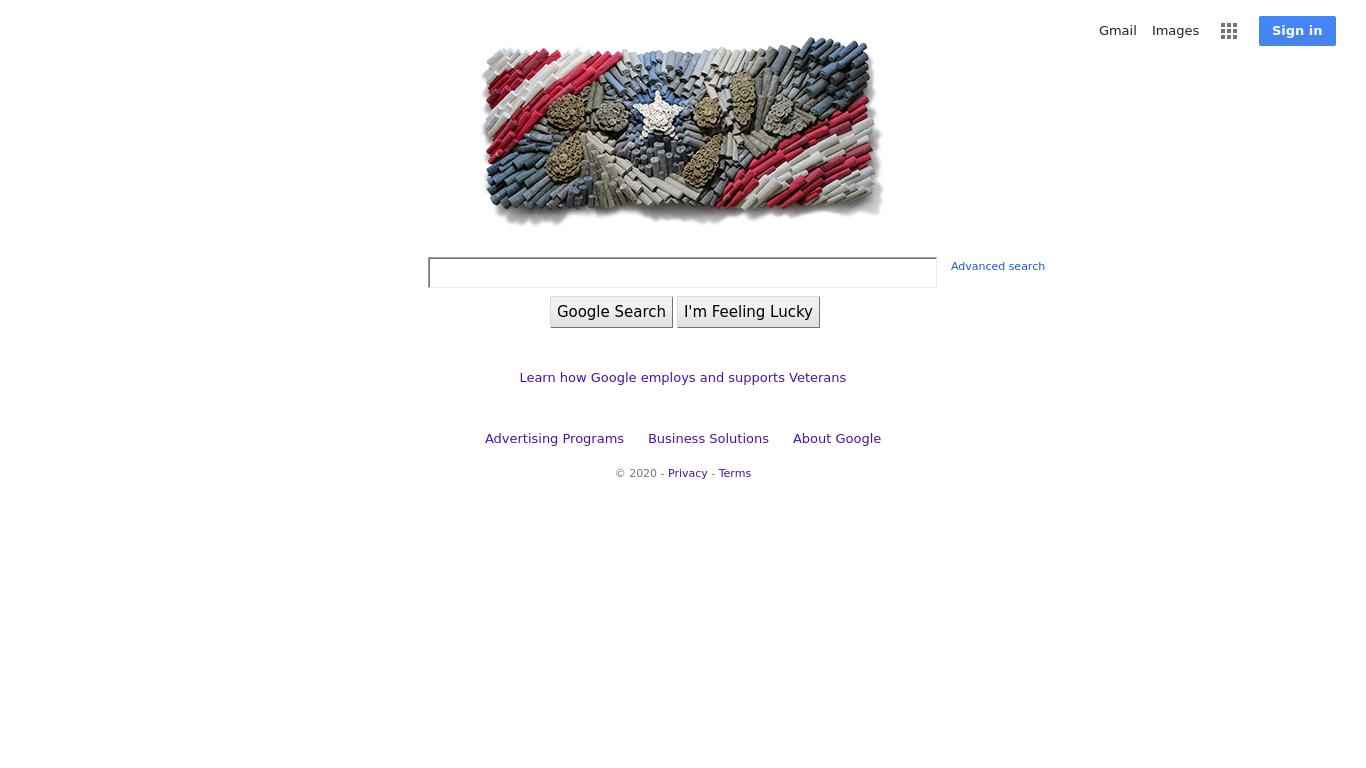 Gmail Images Sign in
Advanced search
Google Search I'm Feeling Lucky
Learn how Google employs and supports Veterans
Advertising Programs Business Solutions About Google
© 2020 - Privacy - Terms